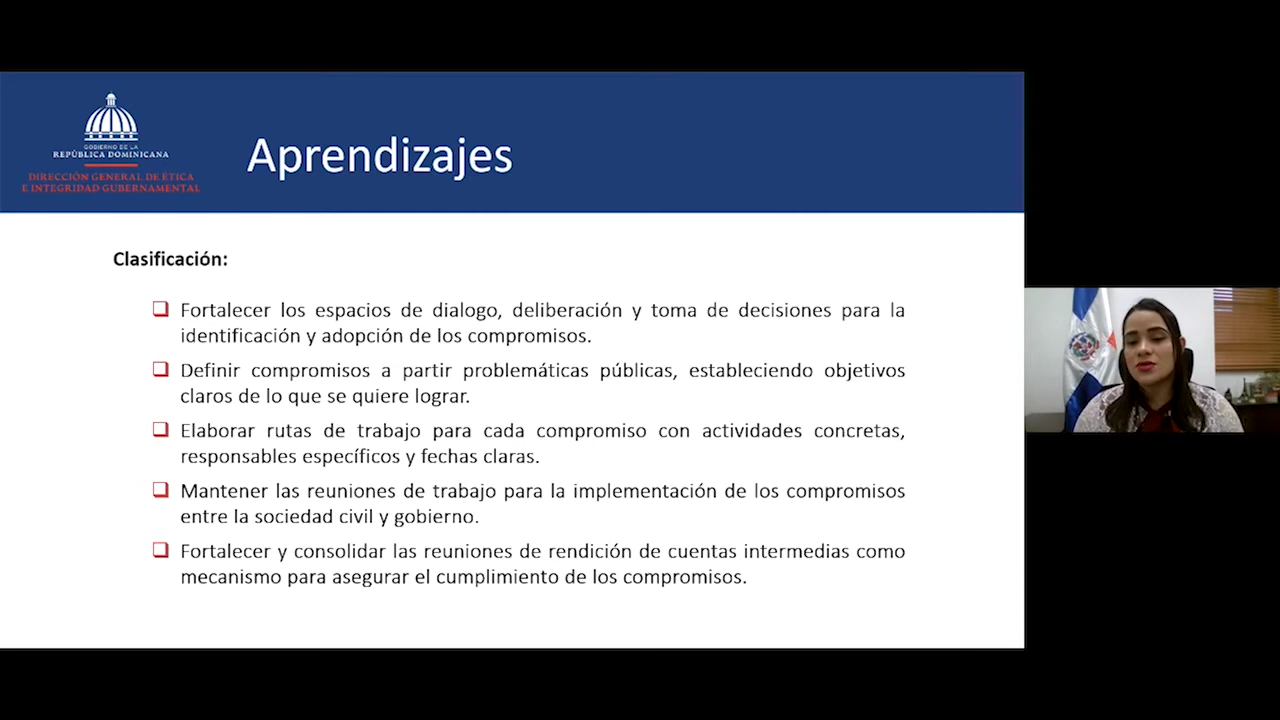 GOBIERNO DE LA
REPÚBLICA DOMINICANA
DIRECCIÓN GENERAL DE ÉTICA
E INTEGRIDAD GUBERNAMENTAL
Aprendizajes
Clasificación:
Fortalecer los espacios de dialogo, deliberación y toma de decisiones para la
identificación y adopción de los compromisos.
Definir compromisos a partir problemáticas públicas, estableciendo objetivos
claros de lo que se quiere lograr.
Elaborar rutas de trabajo para cada compromiso con actividades concretas,
responsables específicos y fechas claras.
Mantener las reuniones de trabajo para la implementación de los compromisos
entre la sociedad civil y gobierno.
Fortalecer y consolidar las reuniones de rendición de cuentas intermedias como
mecanismo para asegurar el cumplimiento de los compromisos.